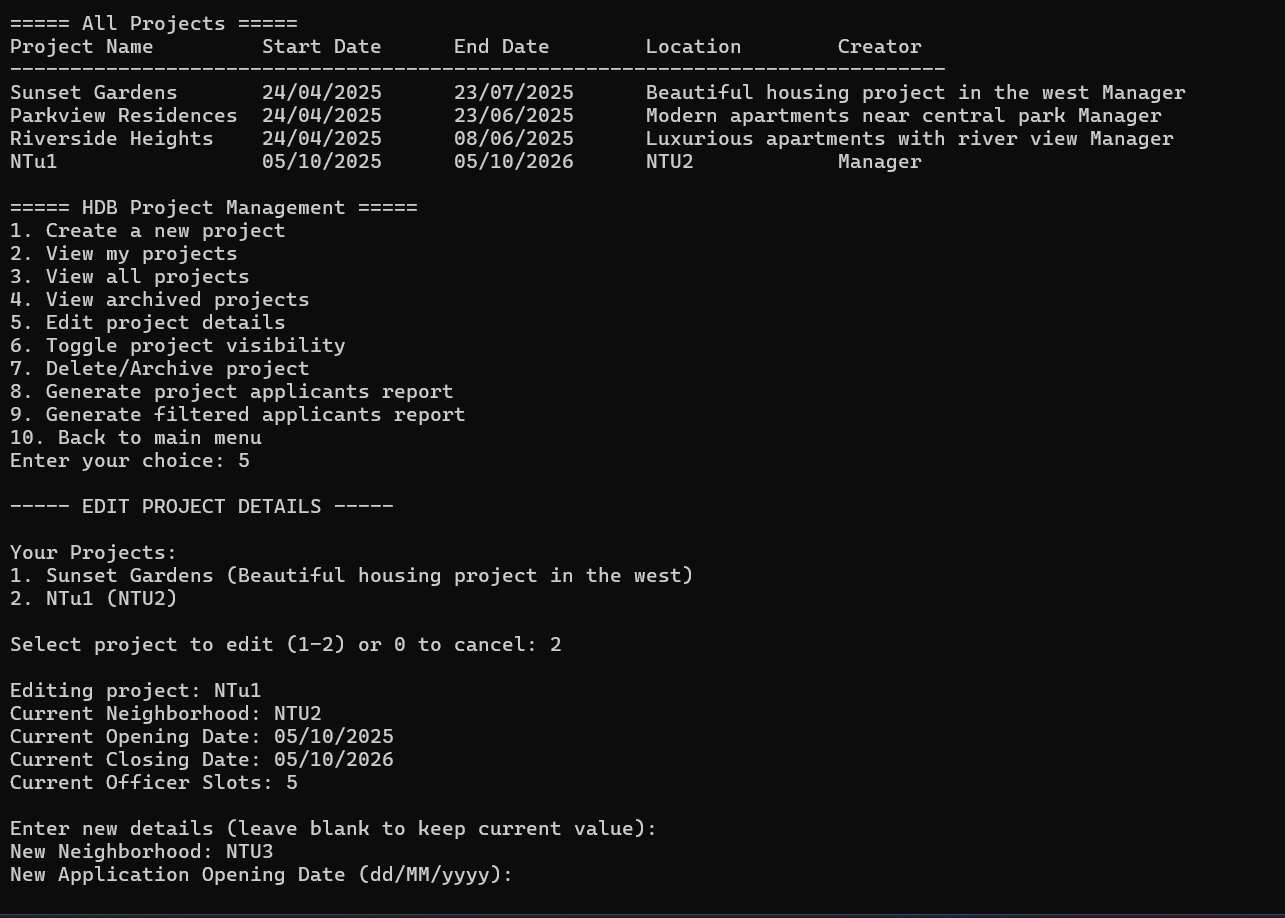 ===== All Projects =====
Project Name         Start Date      End Date        Location        Creator
------------------------------------------------------------------------------
Sunset Gardens       24/04/2025      23/07/2025      Beautiful housing project in the west Manager
Parkview Residences  24/04/2025      23/06/2025      Modern apartments near central park Manager
Riverside Heights    24/04/2025      08/06/2025      Luxurious apartments with river view Manager
NTu1                 05/10/2025      05/10/2026      NTU2            Manager

===== HDB Project Management =====
1. Create a new project
2. View my projects
3. View all projects
4. View archived projects
5. Edit project details
6. Toggle project visibility
7. Delete/Archive project
8. Generate project applicants report
9. Generate filtered applicants report
10. Back to main menu
Enter your choice: 5

----- EDIT PROJECT DETAILS -----

Your Projects:
1. Sunset Gardens (Beautiful housing project in the west)
2. NTu1 (NTU2)

Select project to edit (1-2) or 0 to cancel: 2

Editing project: NTu1
Current Neighborhood: NTU2
Current Opening Date: 05/10/2025
Current Closing Date: 05/10/2026
Current Officer Slots: 5

Enter new details (leave blank to keep current value):
New Neighborhood: NTU3
New Application Opening Date (dd/MM/yyyy):